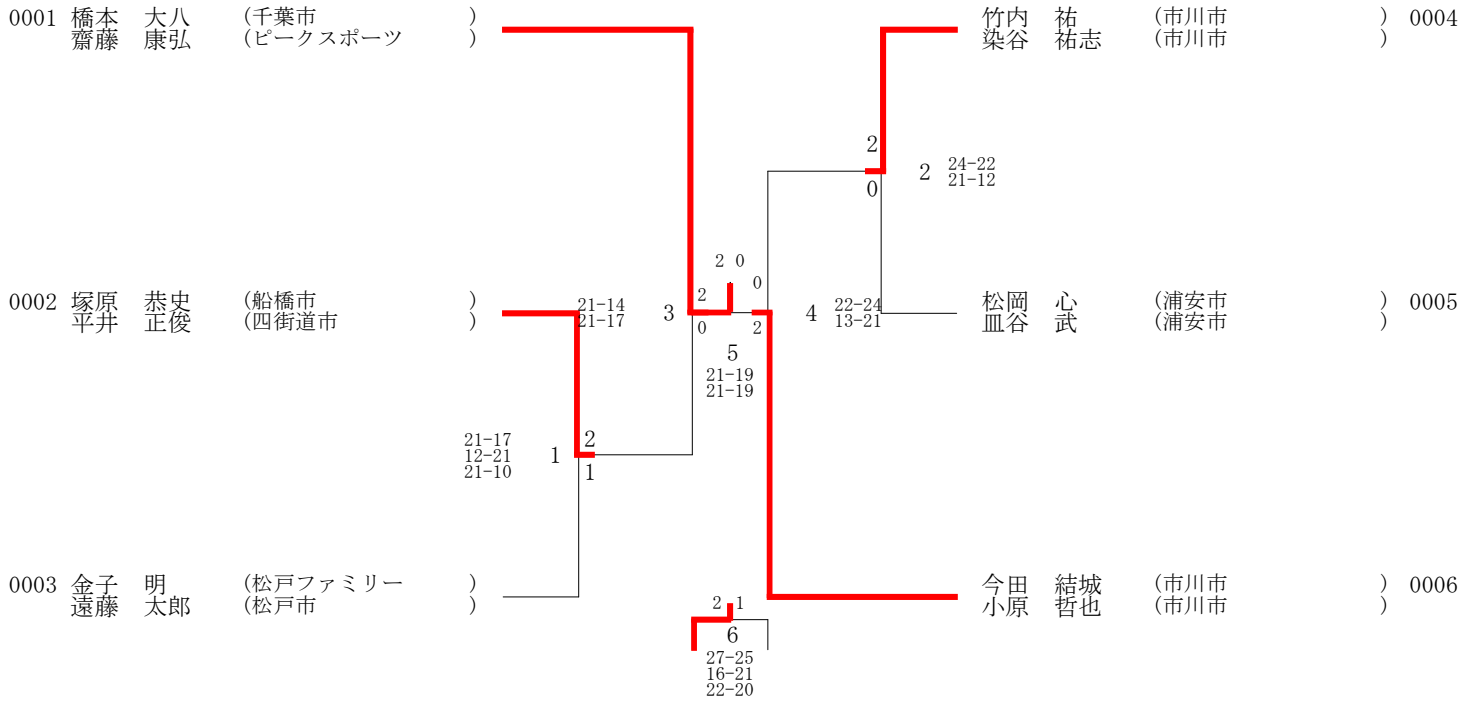 0001 橋本 大八 (千葉市 )
齋藤 康弘 (ピークスポーツ )
竹内 祐 (市川市 ) 0004
染谷 祐志 (市川市 )
2
0
2 24-22
21-12
2 0
0002 塚原 恭史 (船橋市 )
平井 正俊 (四街道市 )
21-14
21-17
3
2
0
0
2
4
22-24
13-21
松岡 心 (浦安市 ) 0005
皿谷 武 (浦安市 )
5
21-19
21-19
21-17
12-21
21-10
1
2
1
0003 金子 明 (松戸ファミリー )
遠藤 太郎 (松戸市 )
今田 結城 (市川市 ) 0006
小原 哲也 (市川市 )
2 1
6
27-25
16-21
22-20